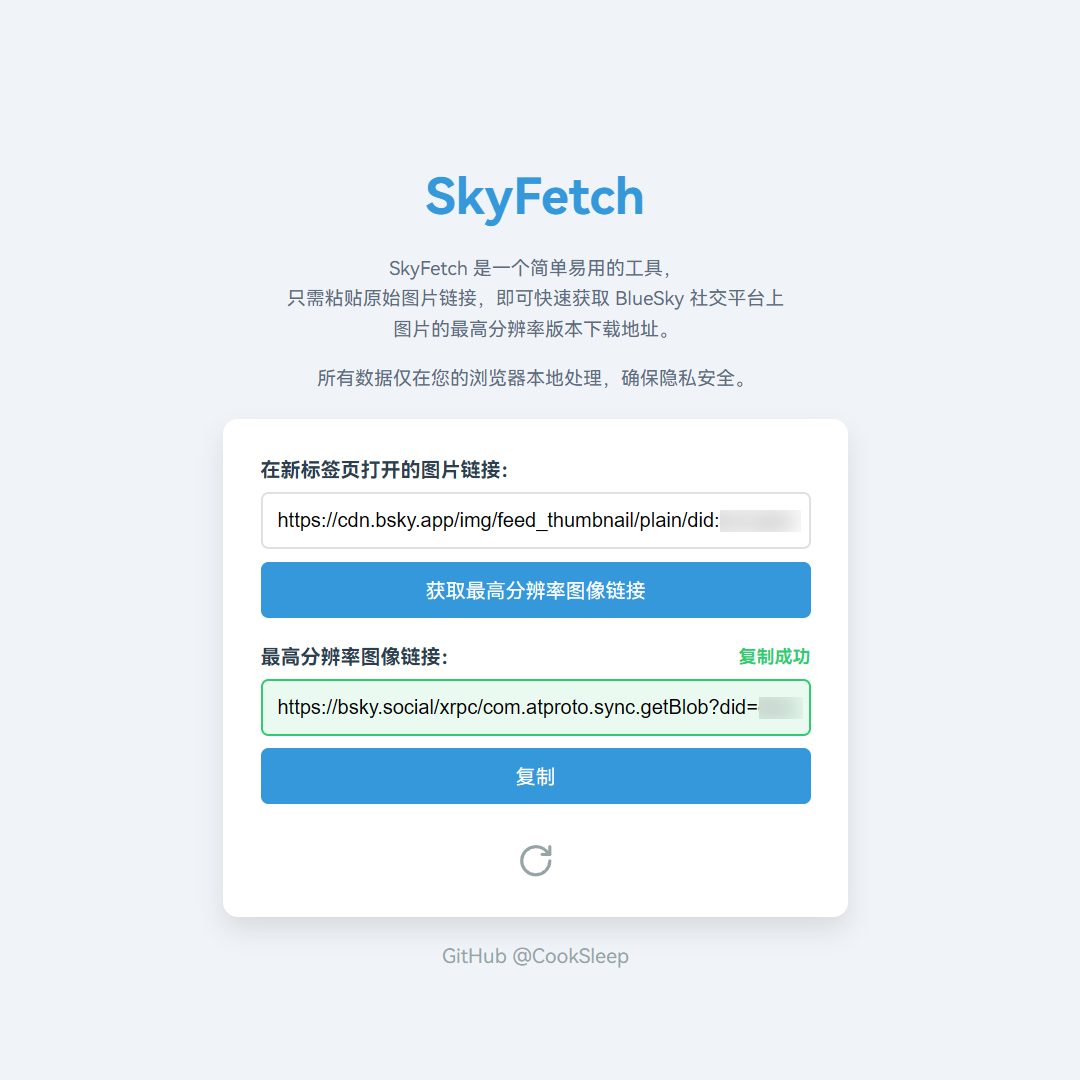 SkyFetch
SkyFetch 是一个简单易用的工具，
只需粘贴原始图片链接，即可快速获取 BlueSky 社交平台上
图片的最高分辨率版本下载地址。
所有数据仅在您的浏览器本地处理，确保隐私安全。
在新标签页打开的图片链接:
https://cdn.bsky.app/img/feed_thumbnail/plain/did:
获取最高分辨率图像链接
最高分辨率图像链接:
复制成功
https://bsky.social/xrpc/com.atproto.sync.getBlob?did=
复制
GitHub @CookSleep